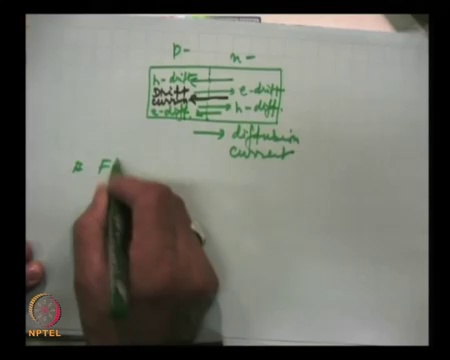 p- n-
h-drift
Drift e-drift
current h-diff.
e-diff.
→ diffusion
current
# F
NPTEL